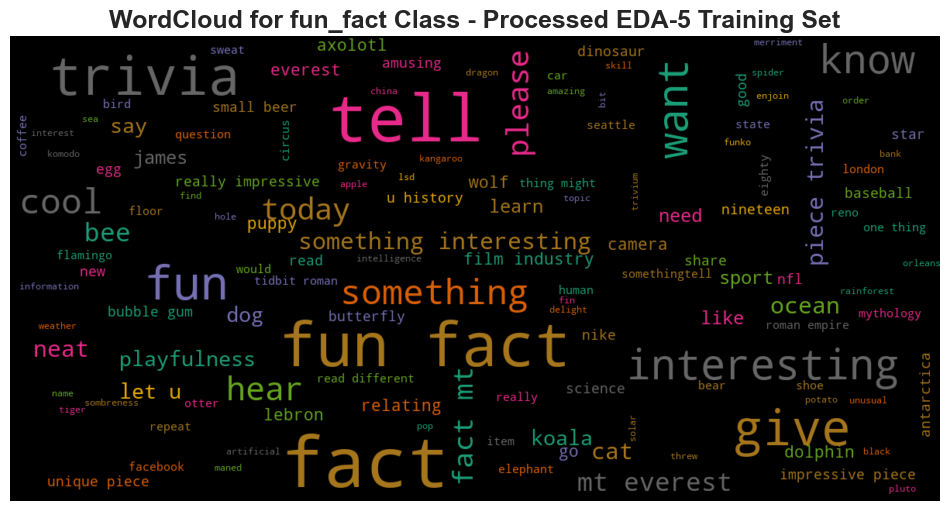 WordCloud for fun_fact Class - Processed EDA-5 Training Set
sweat
axolotl
merriment
dinosaur
know
trivia
everest
amusing
dragon
skill
car
amazing
spider
china
tell
please
want
good
bit
enjoin
order
bird
small beer
sea
coffee
interest
say
question
circus
seattle
state
funko
piece trivia
star
komodo
james
gravity
kangaroo
bank
egg
london
really impressive
lsd
apple
wolf
thing might
trivium
eighty
baseball
find
u history
topic
cool
floor
today
puppy
hole
learn
need
nineteen
reno
one thing
bee
something interesting
camera
flamingo
read
intelligence
film industry
share
orleans
new
would
tidbit roman
somethingtell
sport
nfl
information
fun
something
human
fin
delight
rainforest
bubble gum
dog
butterfly
like
ocean
mythology
roman empire
weather
nike
neat
fun fact
playfulness
interesting
antarctica
let u
hear
read different
fact mt
science
bear
shoe
name
sombreness
tiger
otter
lebron
relating
really
potato
unusual
repeat
pop
item
koala
solar
give
artificial
fact
go
cat
threw
dolphin
black
facebook
maned
elephant
unique piece
mt everest
impressive piece
pluto